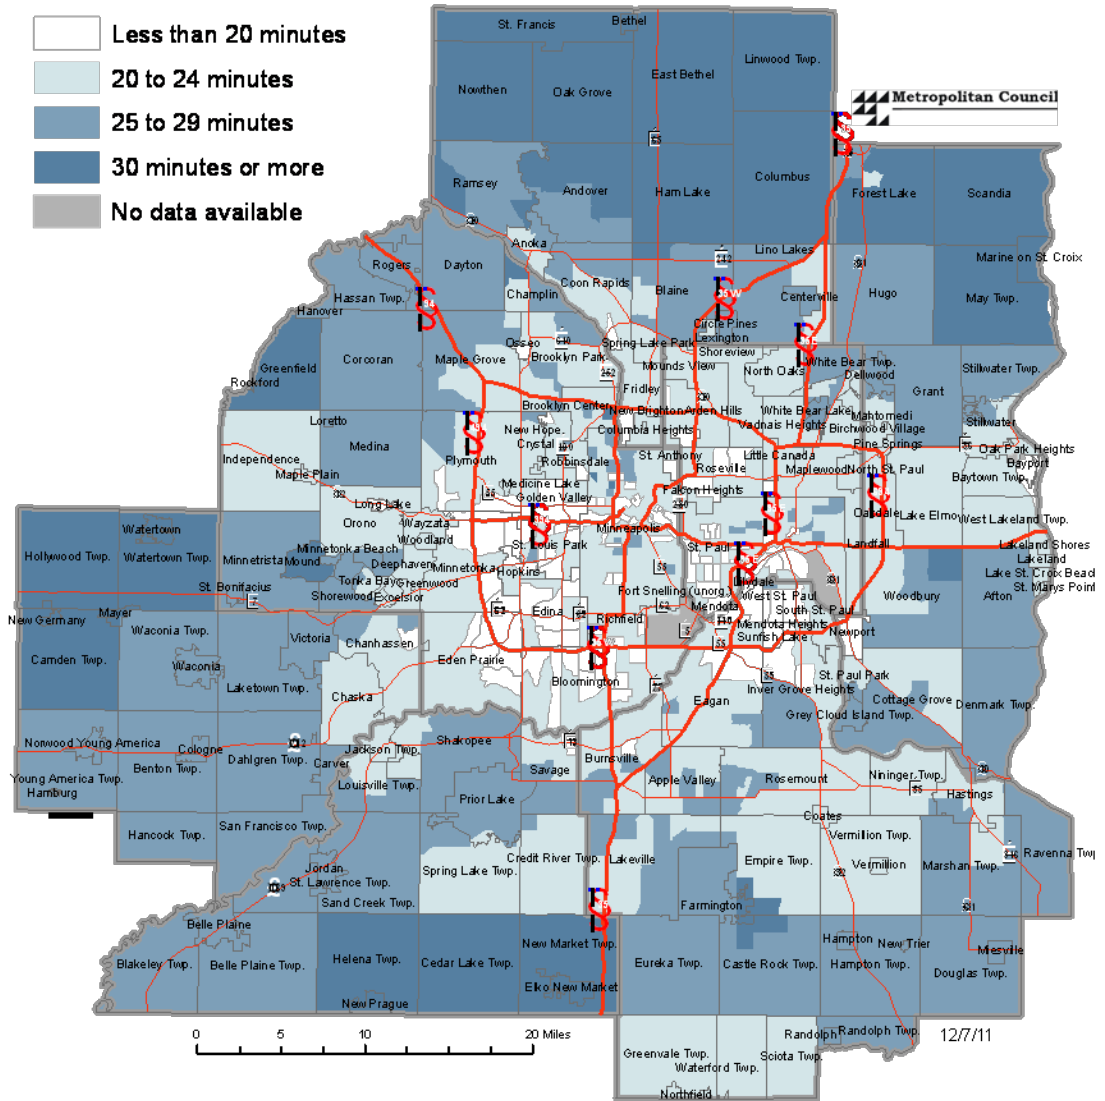 Less than 20 minutes
20 to 24 minutes
25 to 29 minutes
30 minutes or more
No data available
Metropolitan Council
St. Francis
Bethel
Linwood Twp.
East Bethel
Nowthen
Oak Grove
Ramsey
Andover
Ham Lake
Columbus
Forest Lake
Scandia
Anoka
Lino Lakes
Marine on St. Croix
Rogers
Dayton
Hassan Twp.
Champlin
Coon Rapids
Blaine
Centerville
Hugo
May Twp.
Hanover
Circle Pines
Lexington
Corcoran
Osseo
Spring Lake Park
Shoreview
Maple Grove
Brooklyn Park
Mounds View
North Oaks
White Bear Twp.
Dellwood
Stillwater Twp.
Greenfield
Rockford
Fridley
Grant
Brooklyn Center
New Brighton
Arden Hills
White Bear Lake
Mahtomedi
Birchwood Village
Vadnais Heights
Stillwater
Loretto
New Hope
Columbia Heights
Medina
Crystal
Pine Springs
Oak Park Heights
Independence
Plymouth
Robbinsdale
St. Anthony
Little Canada
Bayport
Maple Plain
Roseville
Maplewood
North St. Paul
Baytown Twp.
Medicine Lake
Golden Valley
Falcon Heights
Long Lake
Oakdale
Lake Elmo
West Lakeland Twp.
Orono
Wayzata
Woodland
Minneapolis
Watertown
Hollywood Twp.
Watertown Twp.
Minnetrista
Mound
Minnetonka Beach
Deephaven
Minnetonka
St. Louis Park
Hopkins
St. Paul
Landfall
Lakeland Shores
Lakeland
Lake St. Croix Beach
St. Marys Point
Afton
St. Bonifacius
Tonka Bay
Greenwood
Shorewood
Excelsior
Lilydale
Fort Snelling (unorg.)
West St. Paul
Woodbury
New Germany
Mayer
Edina
Richfield
Mendota
South St. Paul
Mendota Heights
Sunfish Lake
Newport
Waconia Twp.
Victoria
Chanhassen
Camden Twp.
Waconia
Eden Prairie
Laketown Twp.
Chaska
Bloomington
Eagan
Inver Grove Heights
St. Paul Park
Cottage Grove
Grey Cloud Island Twp.
Denmark Twp.
Norwood Young America
Cologne
Dahlgren Twp.
Carver
Jackson Twp.
Shakopee
Savage
Burnsville
Benton Twp.
Young America Twp.
Hamburg
Louisville Twp.
Prior Lake
Apple Valley
Rosemount
Nininger Twp.
Hastings
Hancock Twp.
San Francisco Twp.
Coates
Vermillion Twp.
Ravenna Twp
Jordan
St. Lawrence Twp.
Sand Creek Twp.
Spring Lake Twp.
Credit River Twp.
Lakeville
Empire Twp.
Vermillion
Marshan Twp.
Farmington
Belle Plaine
Blakeley Twp.
Belle Plaine Twp.
Helena Twp.
Cedar Lake Twp.
New Market Twp.
Elko New Market
Eureka Twp.
Castle Rock Twp.
Hampton
New Trier
Hampton Twp.
Miesville
Douglas Twp.
New Prague
Randolph
Randolph Twp.
Greenvale Twp.
Waterford Twp.
Sciota Twp.
Northfield
12/7/11
0 5 10 20 Miles